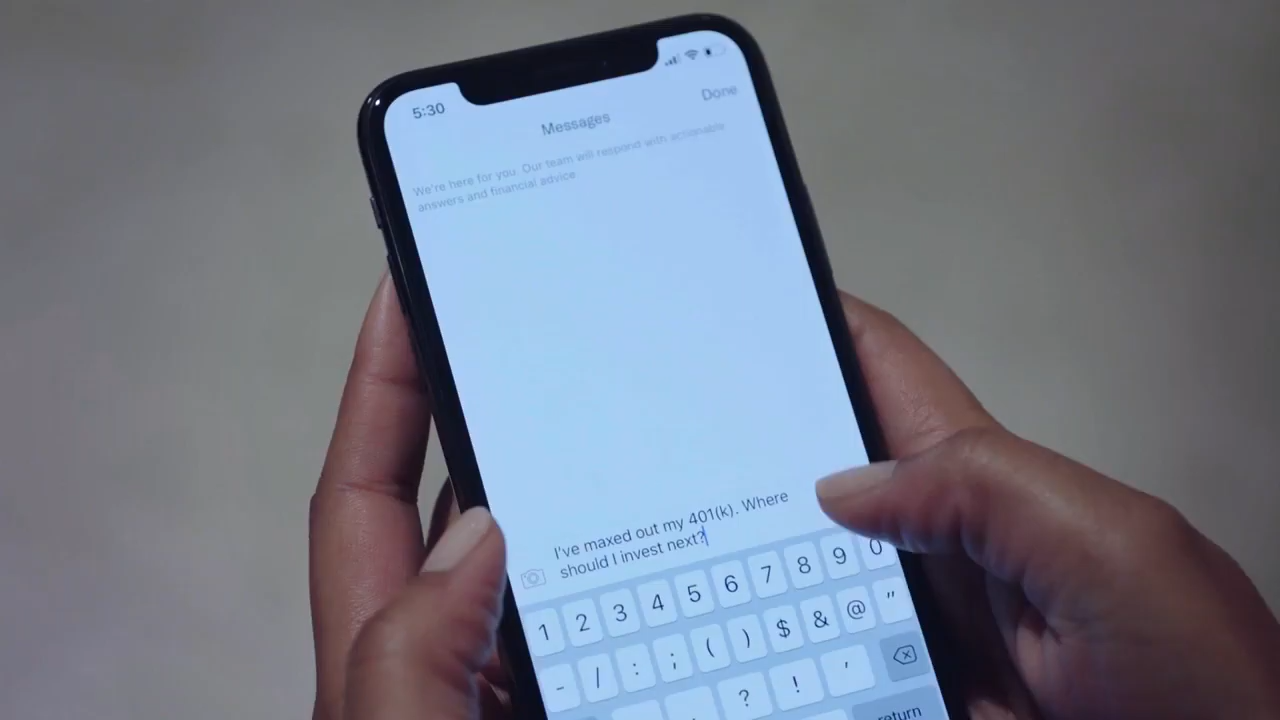 5:30
Done
Messages
We're here for you. Our team will respond with actionable
answers and financial advice
I've maxed out my 401(k). Where
should I invest next?
1 2 3 4 5 6 7 8 9 0
- / : ; ( ) $ & @ "
. ? ! '
return